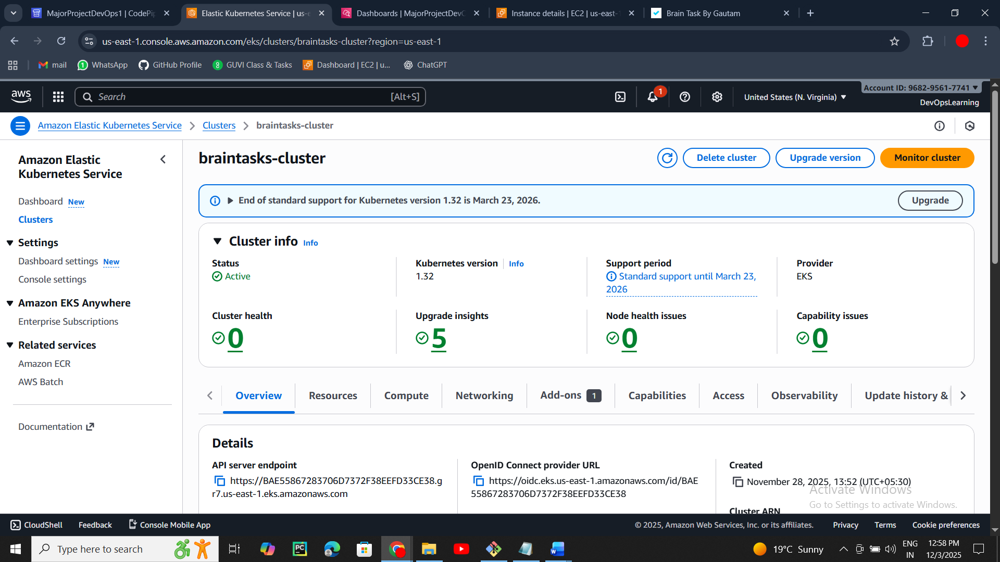 MajorProjectDevOps1 | CodePip
Elastic Kubernetes Service | us-e
Dashboards | MajorProjectDevO
Instance details | EC2 | us-east-1
Brain Task By Gautam
us-east-1.console.aws.amazon.com/eks/clusters/braintasks-cluster?region=us-east-1
mail
WhatsApp
GitHub Profile
GUVI Class & Tasks
Dashboard | EC2 | u...
ChatGPT
aws
Search
[Alt+S]
1
United States (N. Virginia)
Account ID: 9682-9561-7741
DevOpsLearning
Amazon Elastic Kubernetes Service
Clusters
braintasks-cluster
Amazon Elastic
Kubernetes Service
Dashboard New
Clusters
Settings
Dashboard settings New
Console settings
Amazon EKS Anywhere
Enterprise Subscriptions
Related services
Amazon ECR
AWS Batch
Documentation
braintasks-cluster
Delete cluster
Upgrade version
Monitor cluster
End of standard support for Kubernetes version 1.32 is March 23, 2026.
Upgrade
Cluster info Info
Status
Active
Kubernetes version Info
1.32
Support period
Standard support until March 23,
2026
Provider
EKS
Cluster health
0
Upgrade insights
5
Node health issues
0
Capability issues
0
Overview
Resources
Compute
Networking
Add-ons 1
Capabilities
Access
Observability
Update history &
Details
API server endpoint
https://BAE55867283706D7372F38EEFD33CE38.g
r7.us-east-1.eks.amazonaws.com
OpenID Connect provider URL
https://oidc.eks.us-east-1.amazonaws.com/id/BAE
55867283706D7372F38EEFD33CE38
Created
November 28, 2025, 13:52 (UTC+05:30)
Cluster ARN
Activate Windows
Go to Settings to activate Windows.
CloudShell
Feedback
Console Mobile App
© 2025, Amazon Web Services, Inc. or its affiliates.
Privacy
Terms
Cookie preferences
Type here to search
PC
19°C Sunny
ENG
IN
12:58 PM
12/3/2025